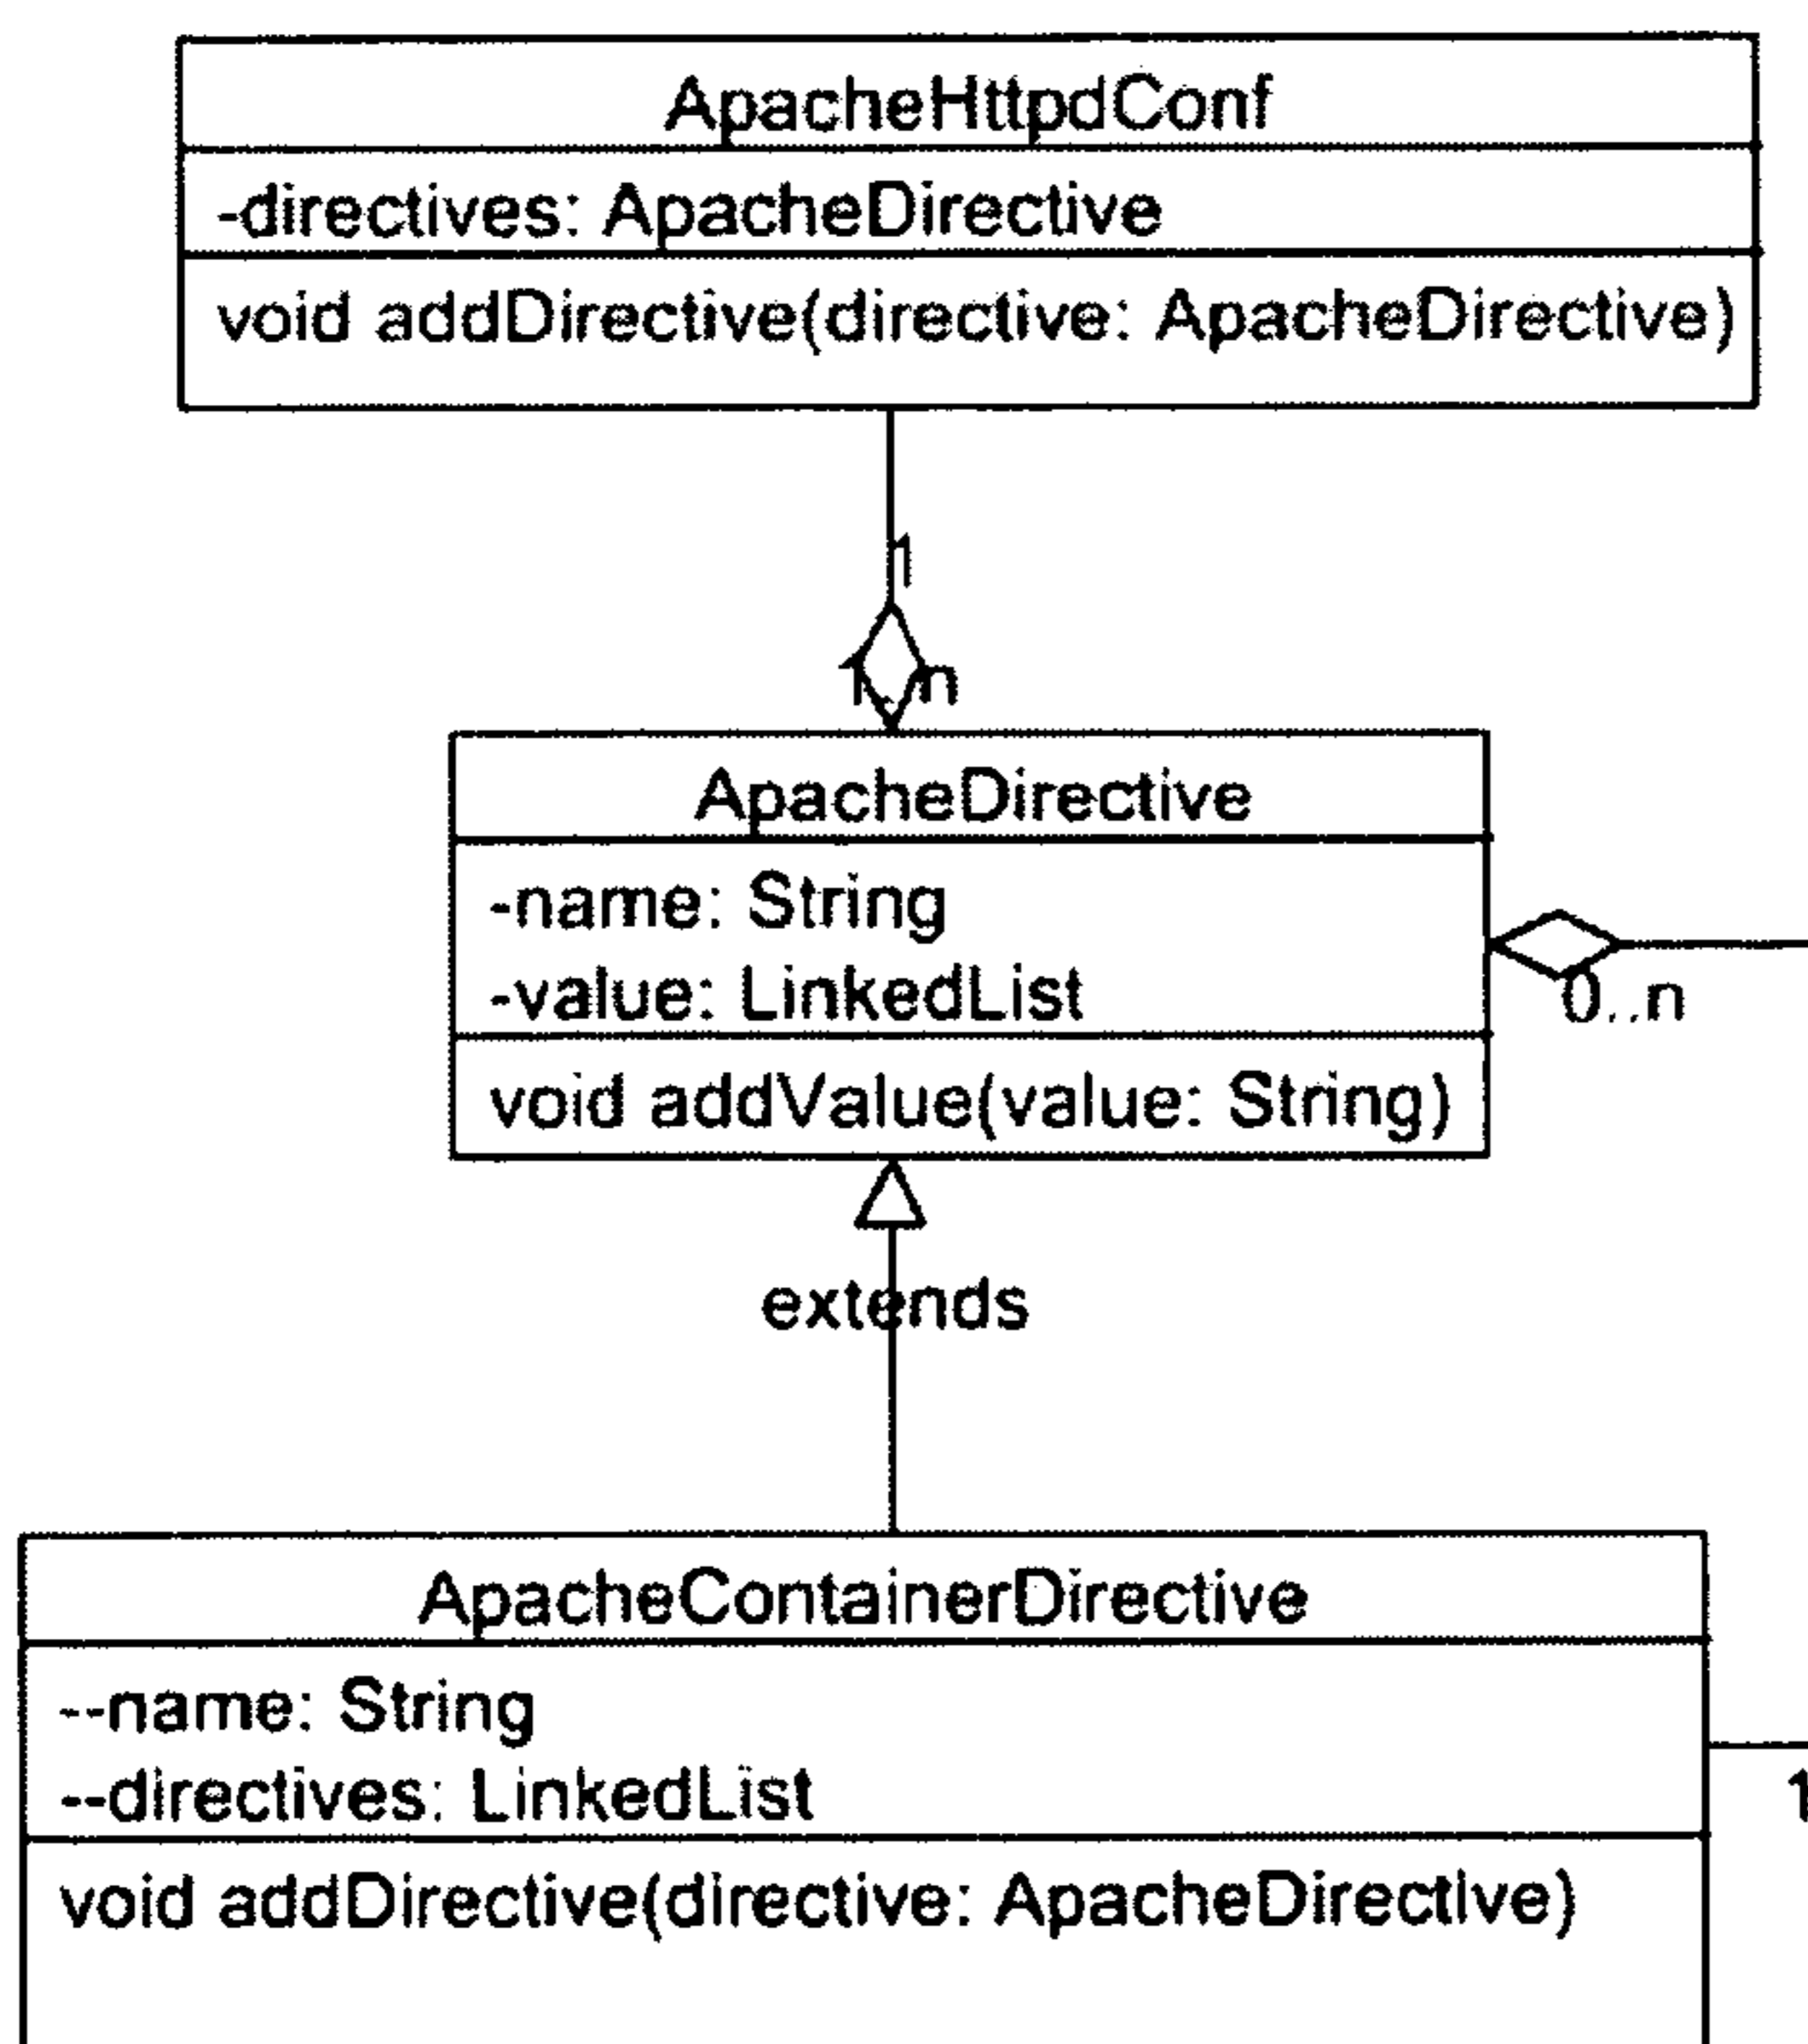 ApacheHttpdConf
-directives: ApacheDirective
void addDirective(directive: ApacheDirective)
1
1..n
ApacheDirective
-name: String
-value: LinkedList
0..n
void addValue(value: String)
extends
ApacheContainerDirective
--name: String
--directives: LinkedList
1
void addDirective(directive: ApacheDirective)